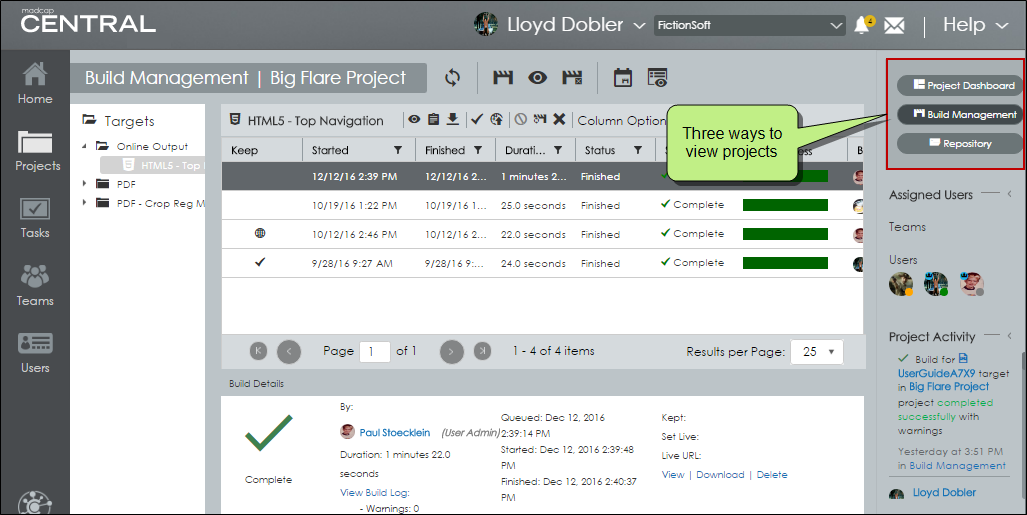 madcap
CENTRAL
Lloyd Dobler
FictionSoft
4
Help
Home
Projects
Tasks
Teams
Users
Build Management | Big Flare Project
Targets
Online Output
HTML5 - Top
PDF
PDF - Crop Reg M
HTML5 - Top Navigation
Column Option
Keep Started Finished Durati... Status
12/12/16 2:39 PM 12/12/16 2... 1 minutes 2... Finished
10/19/16 1:22 PM 10/19/16 1... 25.0 seconds Finished Complete
10/12/16 2:46 PM 10/12/16 2... 22.0 seconds Finished Complete
9/28/16 9:27 AM 9/28/16 9:... 24.0 seconds Finished Complete
Three ways to
view projects
Page 1 of 1 1 - 4 of 4 items Results per Page: 25
Build Details
Complete
By:
Paul Stoecklein (User Admin)
Duration: 1 minutes 22.0
seconds
View Build Log:
- Warnings: 0
Queued: Dec 12, 2016
2:39:14 PM
Started: Dec 12, 2016 2:39:48
PM
Finished: Dec 12, 2016 2:40:37
PM
Kept:
Set Live:
Live URL:
View | Download | Delete
Project Dashboard
Build Management
Repository
Assigned Users
Teams
Users
Project Activity
Build for
UserGuideA7X9 target
in Big Flare Project
project completed
successfully with
warnings
Yesterday at 3:51 PM
in Build Management
Lloyd Dobler